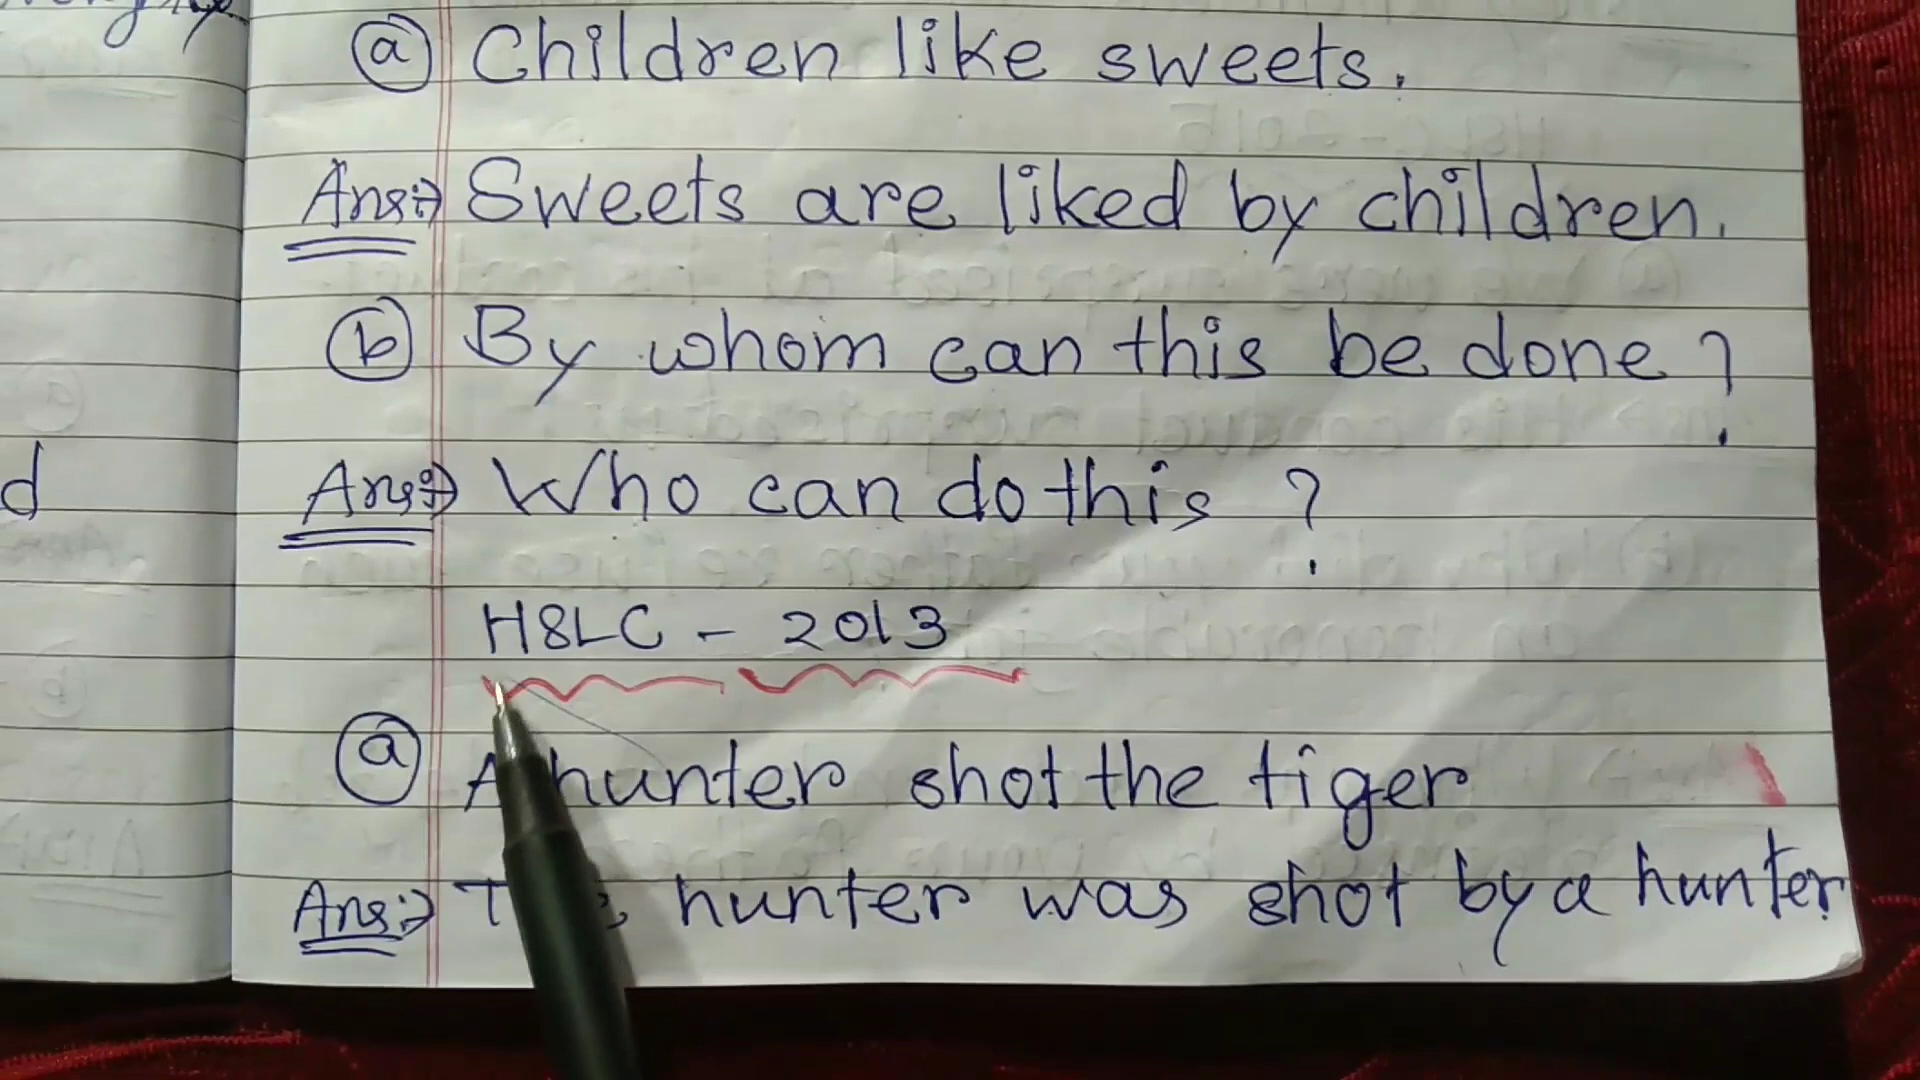 ⓐ Children like sweets.
Ans:→ Sweets are liked by children.
ⓑ By whom can this be done?
d
Ans:→ Who can do this?
HSLC - 2013
ⓐ A hunter shot the tiger
Ans:→ hunter was shot by a hunter.